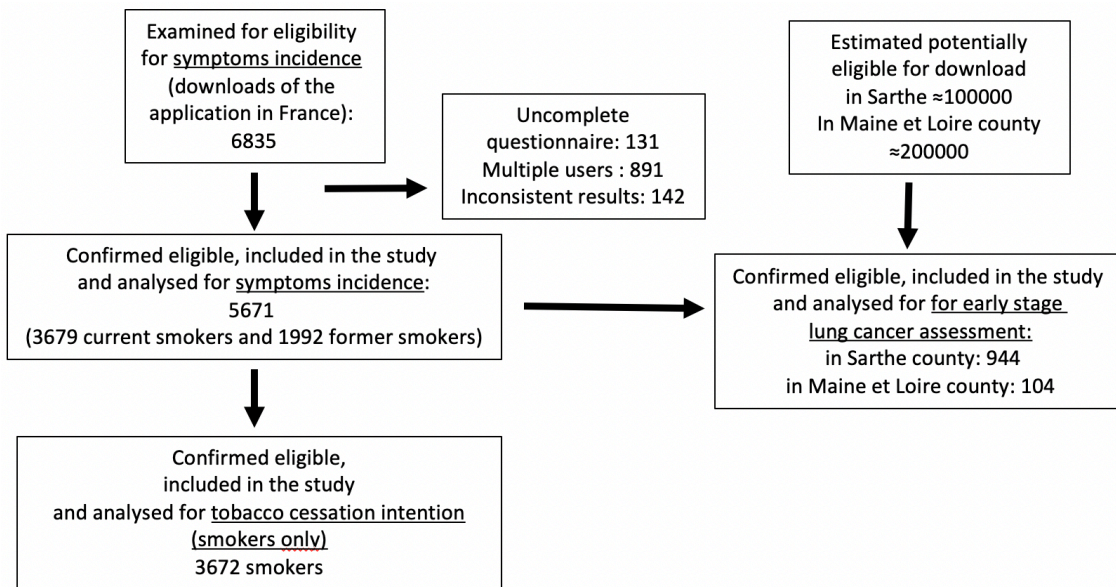 Examined for eligibility
for symptoms incidence
(downloads of the
application in France):
6835
Uncomplete
questionnaire: 131
Multiple users : 891
Inconsistent results: 142
Estimated potentially
eligible for download
in Sarthe ≈100000
In Maine et Loire county
≈200000
Confirmed eligible, included in the study
and analysed for symptoms incidence:
5671
(3679 current smokers and 1992 former smokers)
Confirmed eligible, included in the study
and analysed for for early stage
lung cancer assessment:
in Sarthe county: 944
in Maine et Loire county: 104
Confirmed eligible,
included in the study
and analysed for tobacco cessation intention
(smokers only)
3672 smokers